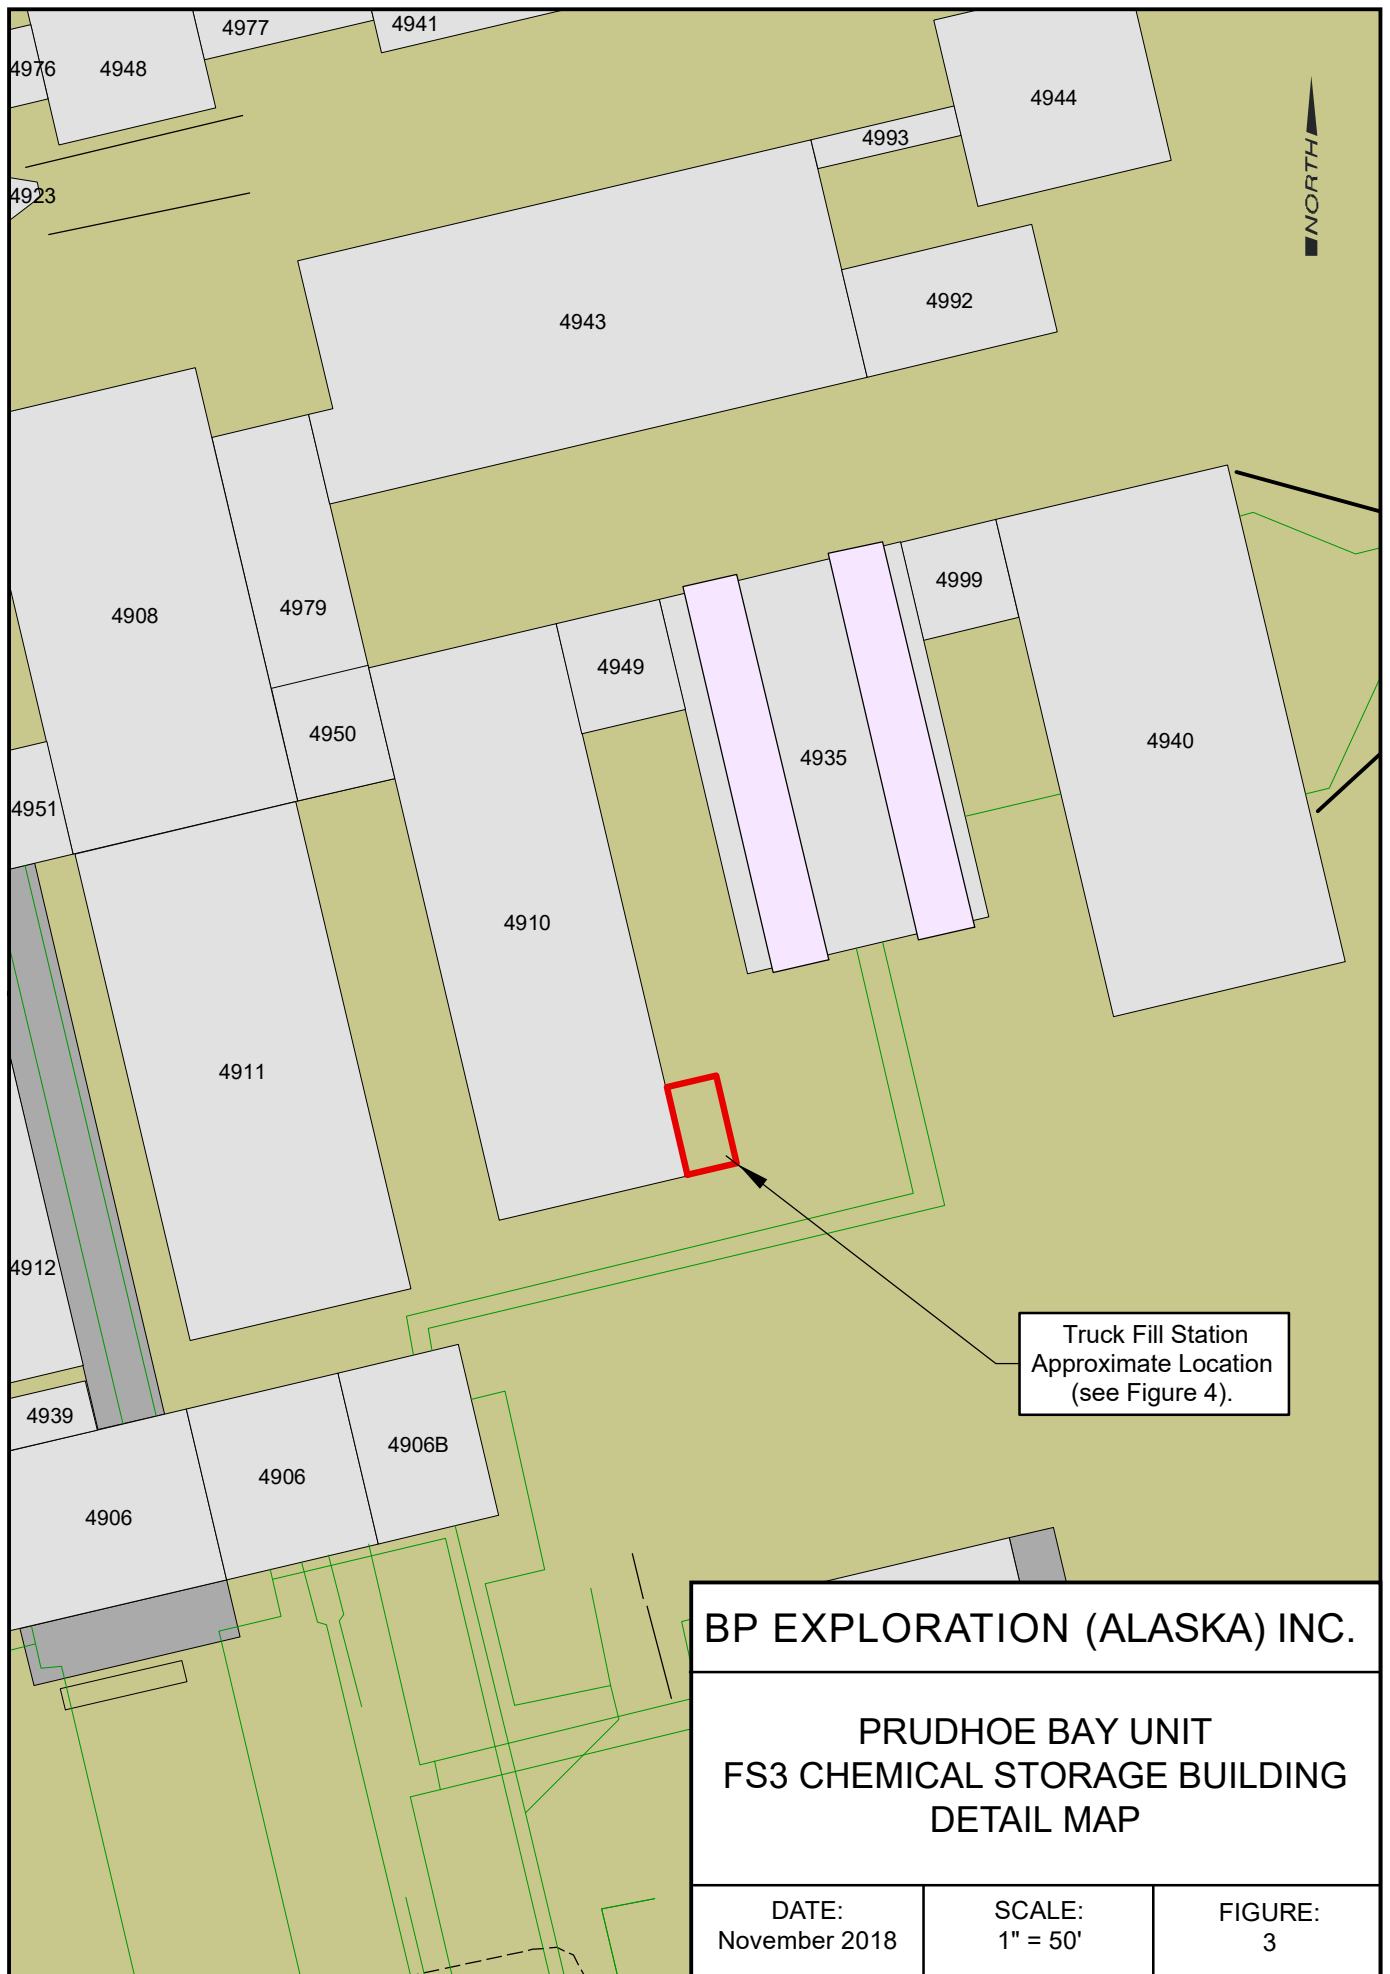 4977
4941
4976
4948
4944
4993
4923
NORTH
4992
4943
4999
4979
4908
4949
4950
4940
4935
4951
4910
4911
4912
Truck Fill Station
Approximate Location
(see Figure 4).
4939
4906B
4906
4906
BP EXPLORATION (ALASKA) INC.
PRUDHOE BAY UNIT
FS3 CHEMICAL STORAGE BUILDING
DETAIL MAP
DATE:
November 2018
SCALE:
1" = 50'
FIGURE:
3